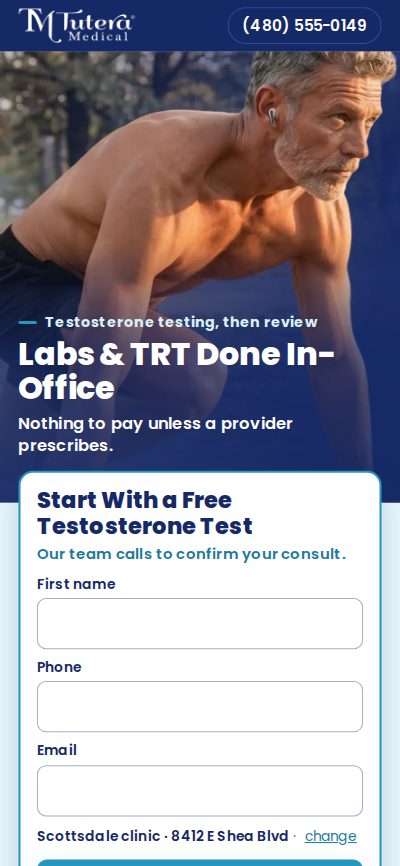 Tutera®
Medical
(480) 555-0149
Testosterone testing, then review
Labs & TRT Done In-
Office
Nothing to pay unless a provider
prescribes.
Start With a Free
Testosterone Test
Our team calls to confirm your consult.
First name
Phone
Email
Scottsdale clinic · 8412 E Shea Blvd · change